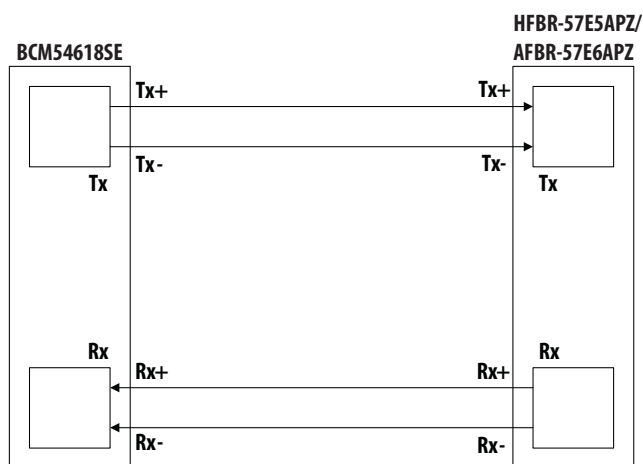 HFBR-57E5APZ/
AFBR-57E6APZ
BCM54618SE
Tx+
Tx+
Tx-
Tx-
Tx
Tx
Rx
Rx
Rx+
Rx+
Rx-
Rx-